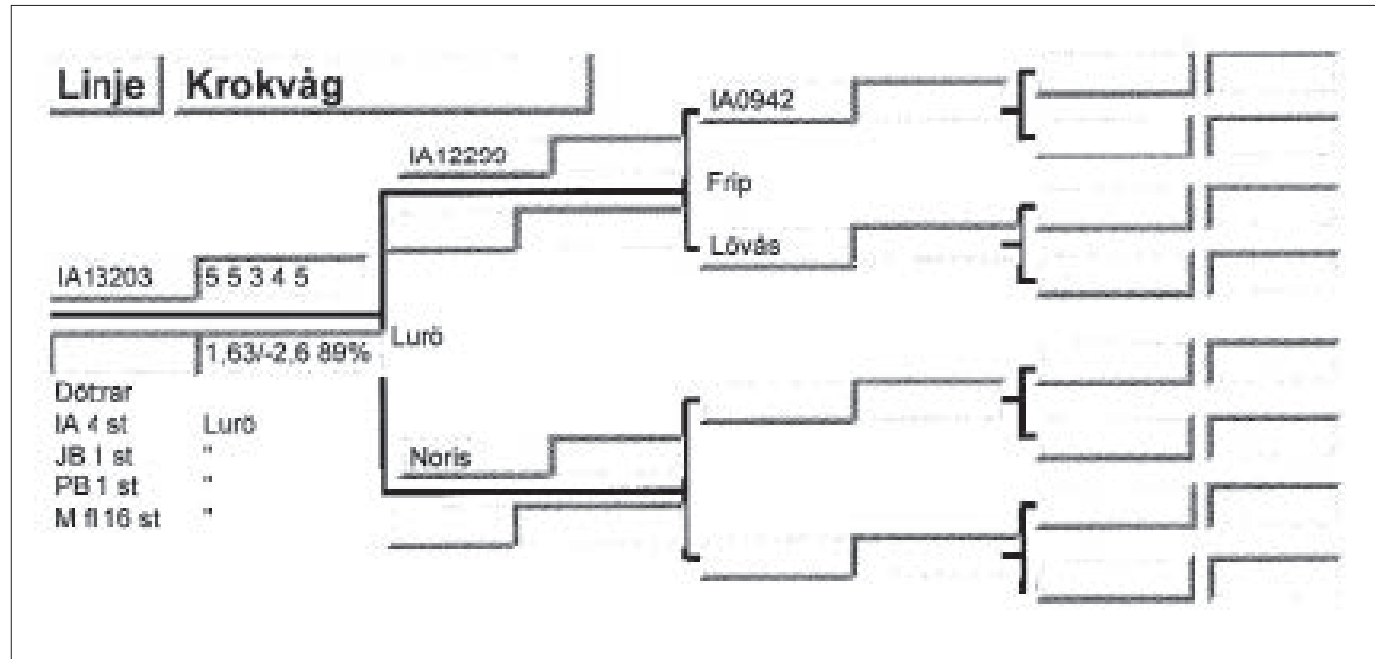 Linje Krokvåg
IA0942
IA12200
Frip
Lövås
IA13203 5 5 3 4 5
Lurö
1,63/-2,6 89%
Döttrar
IA 4 st Lurö
JB 1 st "
PB 1 st "
M fl 16 st "
Noris